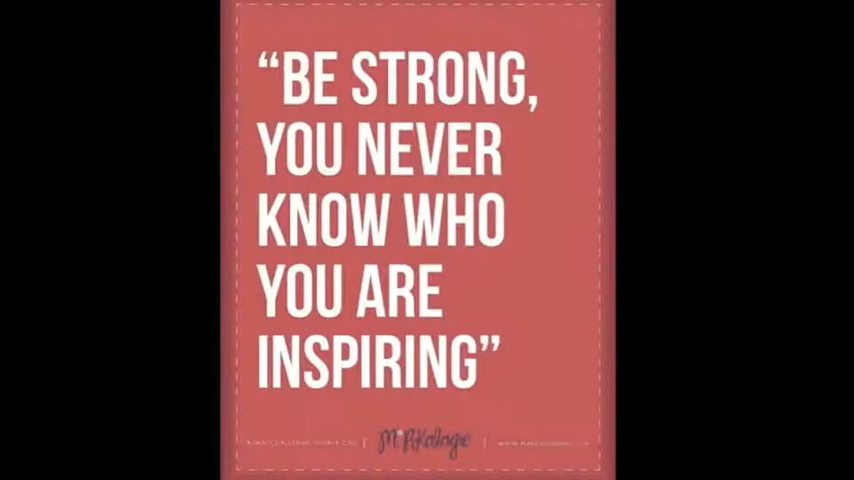 “BE STRONG,
YOU NEVER
KNOW WHO
YOU ARE
INSPIRING”